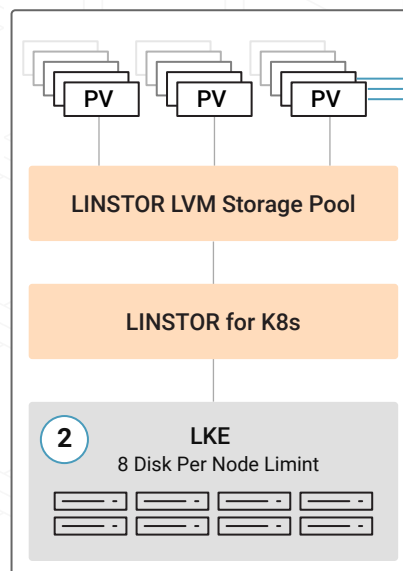 PV PV PV
LINSTOR LVM Storage Pool
LINSTOR for K8s
2 LKE
8 Disk Per Node Limint